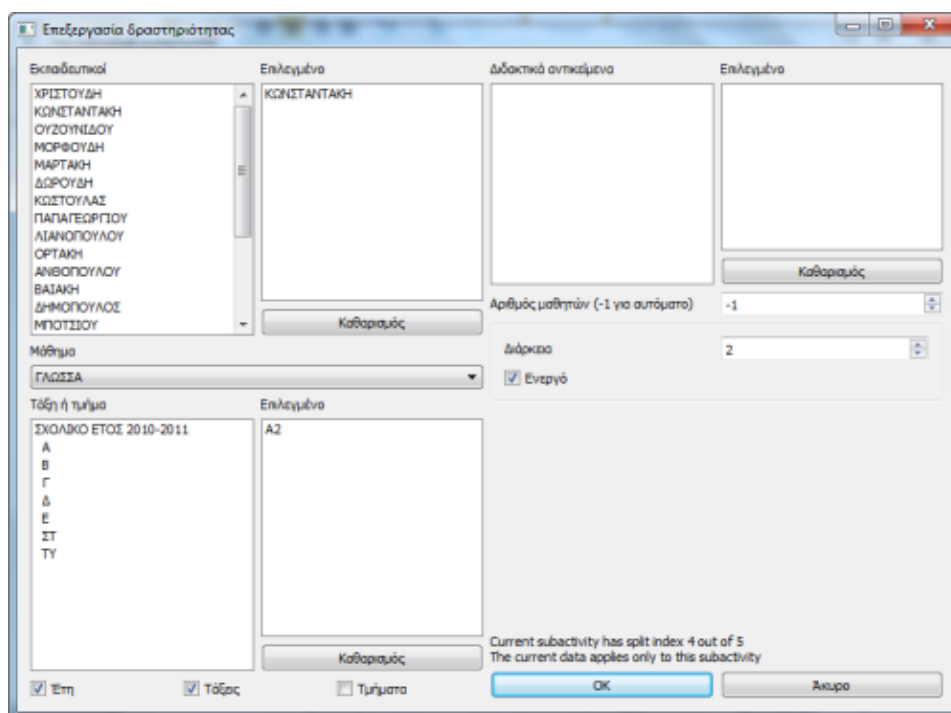 Επεξεργασία δραστηριότητας
Εκπαιδευτικοί
ΧΡΙΣΤΟΥΔΗ
ΚΩΝΣΤΑΝΤΑΚΗ
ΟΥΖΟΥΝΙΔΟΥ
ΜΟΡΦΟΥΔΗ
ΜΑΡΤΑΚΗ
ΔΩΡΟΥΔΗ
ΚΩΣΤΟΥΛΑΣ
ΠΑΠΑΓΕΩΡΓΙΟΥ
ΛΙΑΝΟΠΟΥΛΟΥ
ΟΡΤΑΚΗ
ΑΝΘΟΠΟΥΛΟΥ
ΒΑΙΑΚΗ
ΔΗΜΟΠΟΥΛΟΣ
ΜΠΟΤΣΙΟΥ
Επιλεγμένο
ΚΩΝΣΤΑΝΤΑΚΗ
Καθαρισμός
Μάθημα
ΓΛΩΣΣΑ
Τάξη ή τμήμα
ΣΧΟΛΙΚΟ ΕΤΟΣ 2010-2011
Α
Β
Γ
Δ
Ε
ΣΤ
ΤΥ
Επιλεγμένο
Α2
Καθαρισμός
Έτη
Τάξεις
Τμήματα
Διδακτικά αντικείμενα
Επιλεγμένο
Καθαρισμός
Αριθμός μαθητών (-1 για αυτόματο)
-1
Διάρκεια
2
Ενεργό
Current subactivity has split index 4 out of 5
The current data applies only to this subactivity
OK
Άκυρο